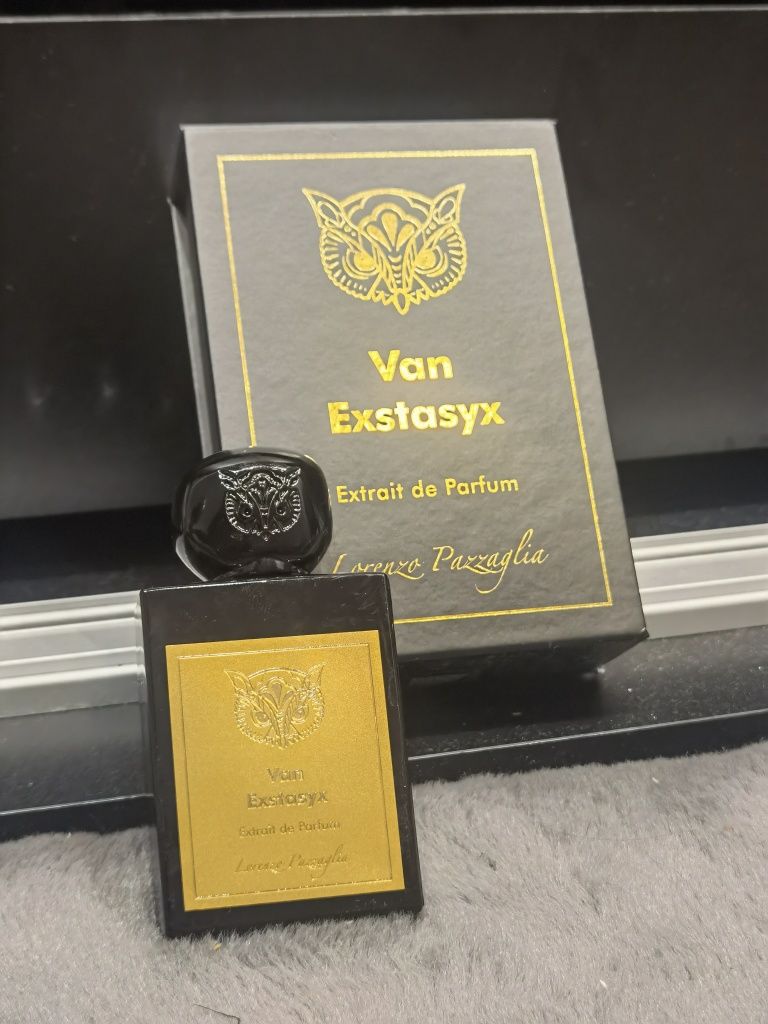 Van
Exstasyx
Extrait de Parfum
Lorenzo Pazzaglia
Van
Exstasyx
Extrait de Parfum
Lorenzo Pazzaglia